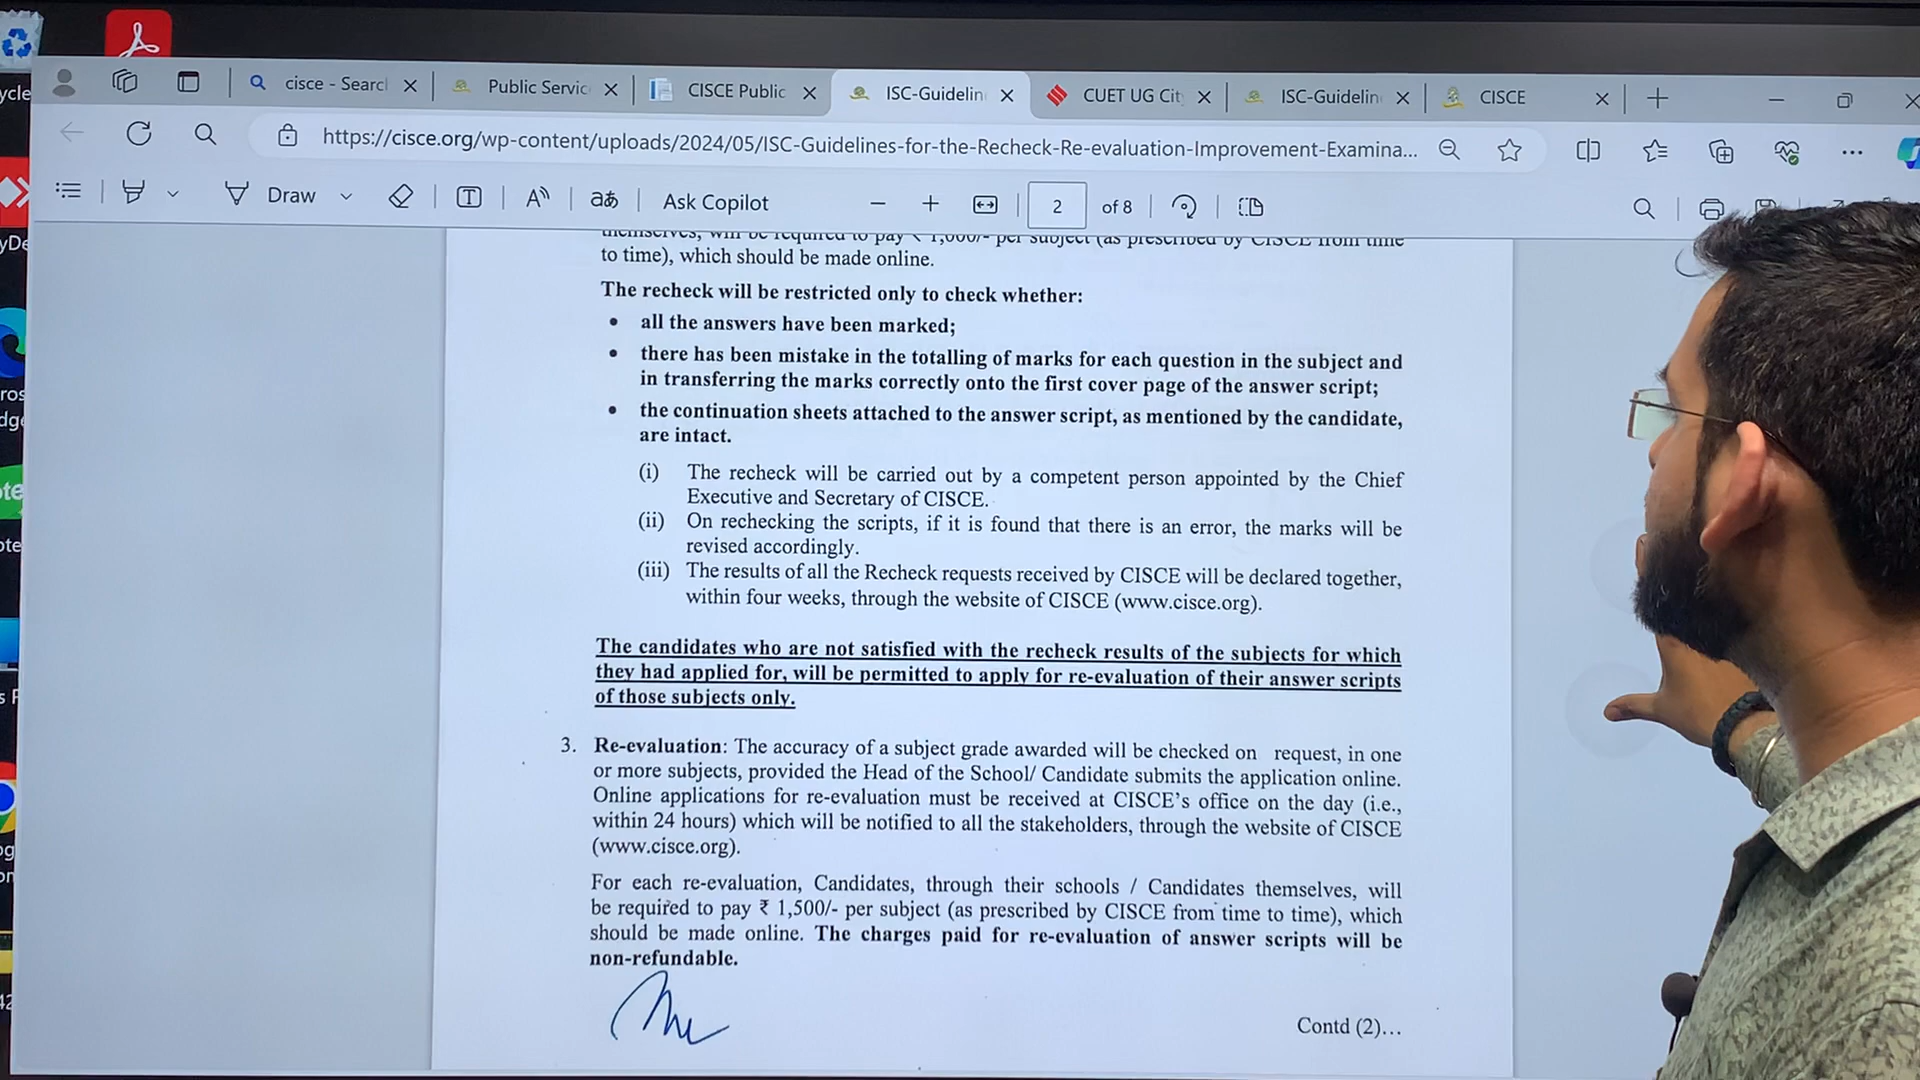 cisce - Searc
Public Servic
CISCE Public
ISC-Guidelin
CUET UG Cit
ISC-Guidelin
CISCE
https://cisce.org/wp-content/uploads/2024/05/ISC-Guidelines-for-the-Recheck-Re-evaluation-Improvement-Examina...
Draw
Ask Copilot
2 of 8
themselves, will be required to pay ₹ 1,000/- per subject (as prescribed by CISCE from time
to time), which should be made online.
The recheck will be restricted only to check whether:
• all the answers have been marked;
• there has been mistake in the totalling of marks for each question in the subject and
in transferring the marks correctly onto the first cover page of the answer script;
• the continuation sheets attached to the answer script, as mentioned by the candidate,
are intact.
(i) The recheck will be carried out by a competent person appointed by the Chief
Executive and Secretary of CISCE.
(ii) On rechecking the scripts, if it is found that there is an error, the marks will be
revised accordingly.
(iii) The results of all the Recheck requests received by CISCE will be declared together,
within four weeks, through the website of CISCE (www.cisce.org).
The candidates who are not satisfied with the recheck results of the subjects for which
they had applied for, will be permitted to apply for re-evaluation of their answer scripts
of those subjects only.
3. Re-evaluation: The accuracy of a subject grade awarded will be checked on request, in one
or more subjects, provided the Head of the School/ Candidate submits the application online.
Online applications for re-evaluation must be received at CISCE's office on the day (i.e.,
within 24 hours) which will be notified to all the stakeholders, through the website of CISCE
(www.cisce.org).
For each re-evaluation, Candidates, through their schools / Candidates themselves, will
be required to pay ₹ 1,500/- per subject (as prescribed by CISCE from time to time), which
should be made online. The charges paid for re-evaluation of answer scripts will be
non-refundable.
Contd (2)...